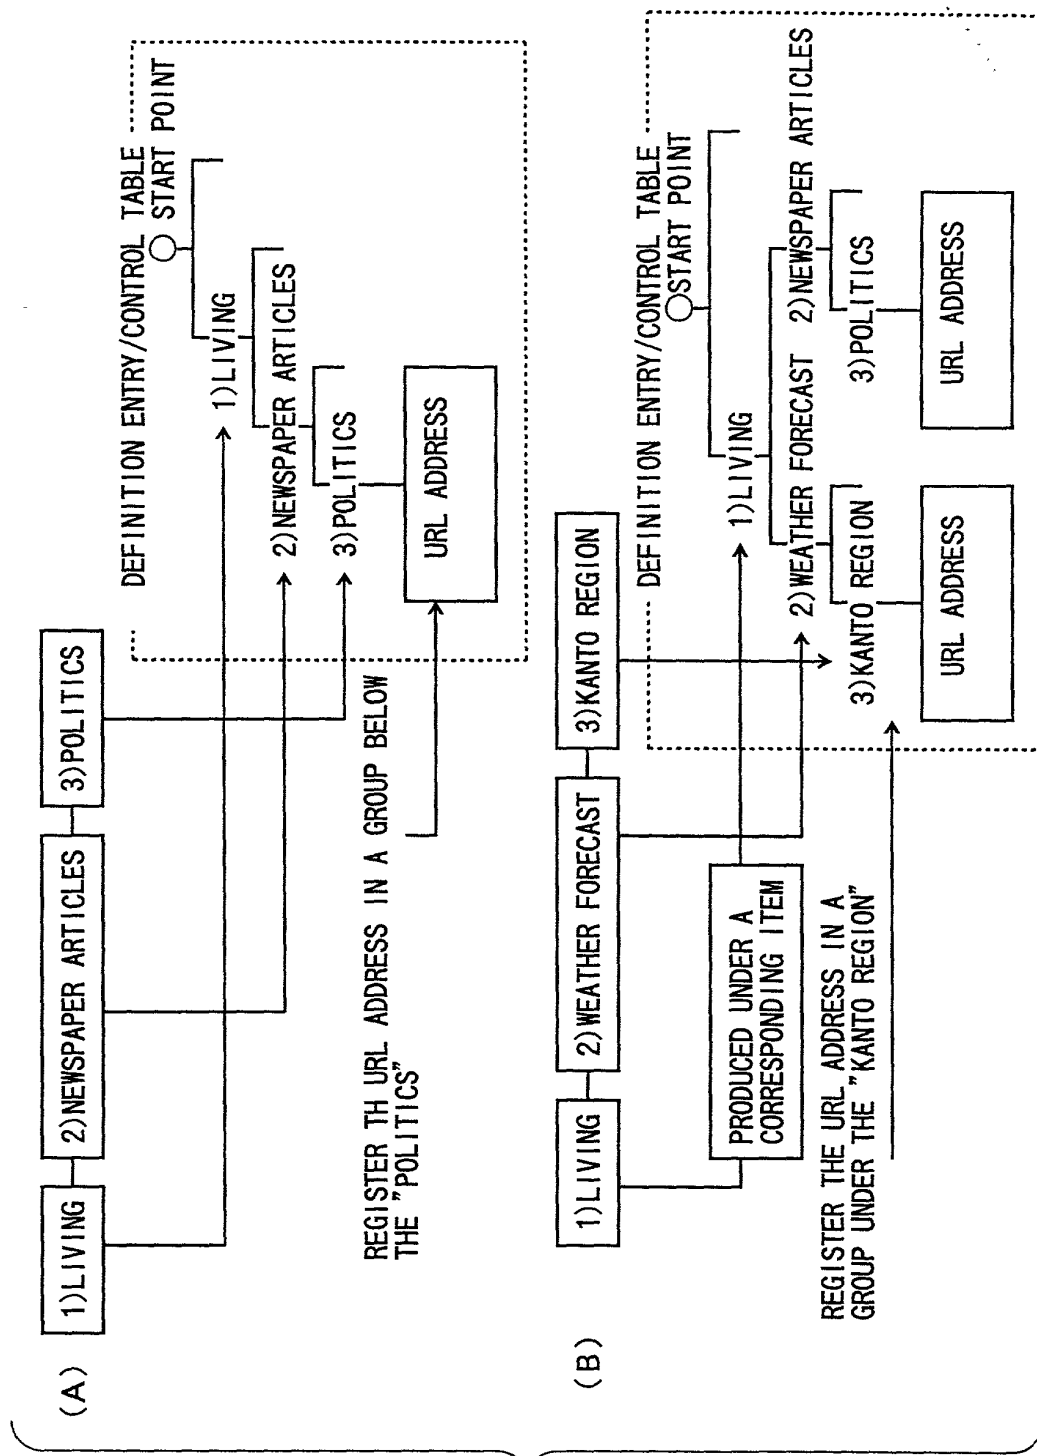 (A)
1)LIVING
2)NEWSPAPER ARTICLES
3)POLITICS
DEFINITION ENTRY/CONTROL TABLE
START POINT
1)LIVING
2)NEWSPAPER ARTICLES
3)POLITICS
URL ADDRESS
REGISTER TH URL ADDRESS IN A GROUP BELOW
THE "POLITICS"
(B)
1)LIVING
2)WEATHER FORECAST
3)KANTO REGION
PRODUCED UNDER A
CORRESPONDING ITEM
DEFINITION ENTRY/CONTROL TABLE
START POINT
1)LIVING
2)WEATHER FORECAST
2)NEWSPAPER ARTICLES
3)KANTO REGION
3)POLITICS
URL ADDRESS
URL ADDRESS
REGISTER THE URL ADDRESS IN A
GROUP UNDER THE "KANTO REGION"